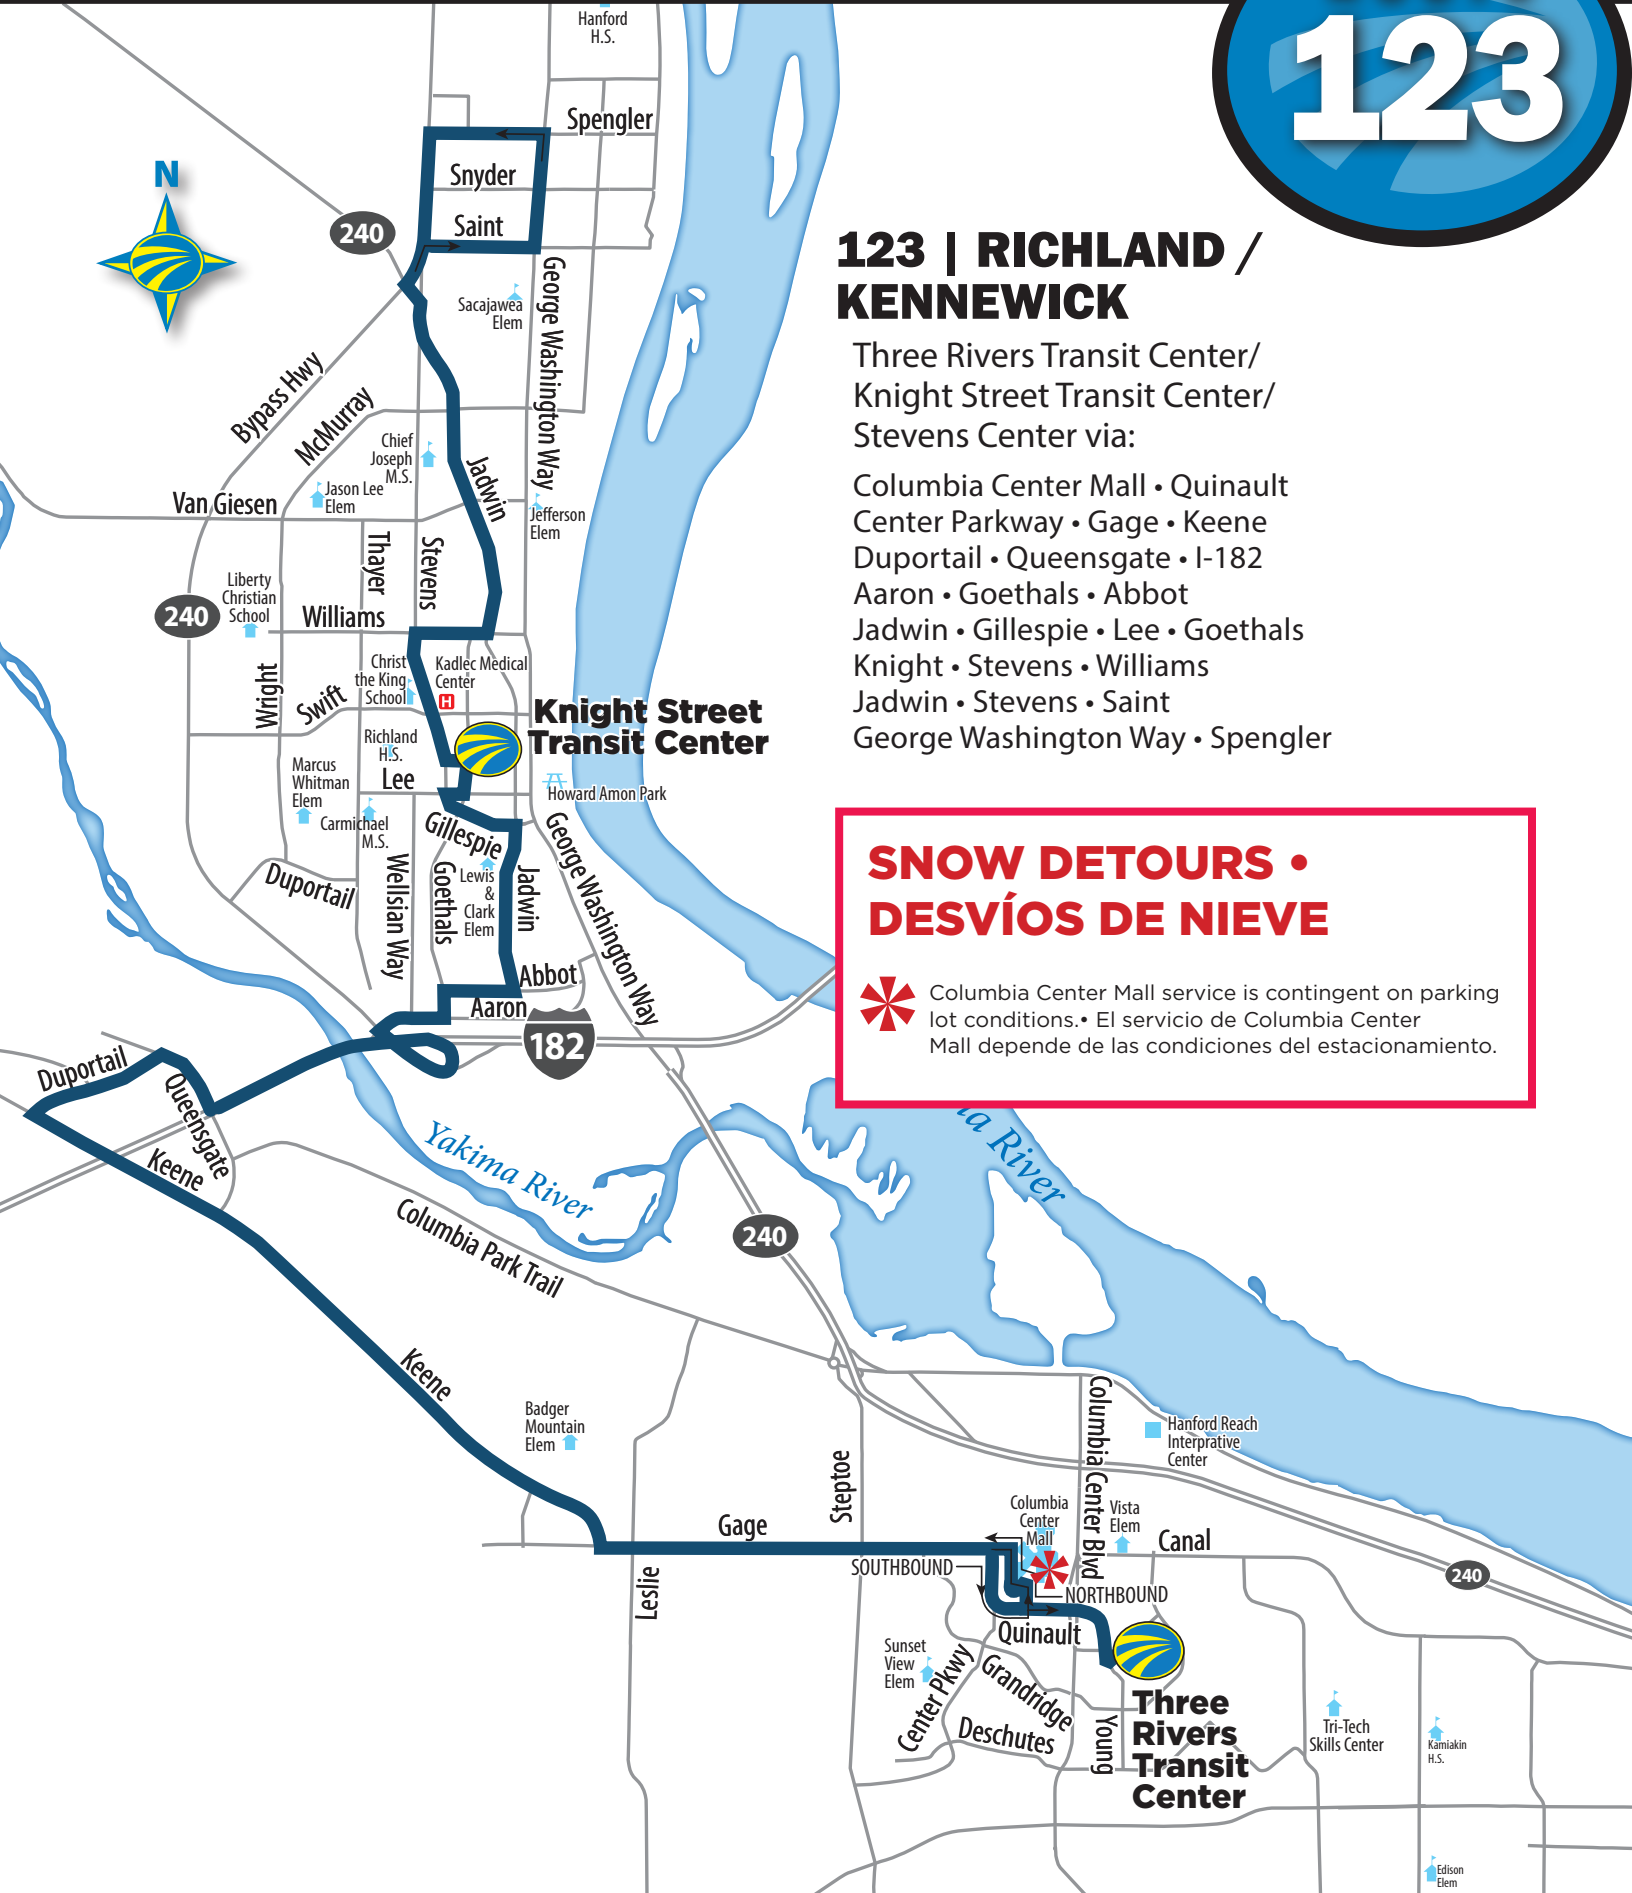 Hanford
H.S.
123
Spengler
Snyder
Saint
N
240
123 | RICHLAND /
KENNEWICK
Three Rivers Transit Center/
Knight Street Transit Center/
Stevens Center via:
Columbia Center Mall • Quinault
Center Parkway • Gage • Keene
Duportail • Queensgate • I-182
Aaron • Goethals • Abbot
Jadwin • Gillespie • Lee • Goethals
Knight • Stevens • Williams
Jadwin • Stevens • Saint
George Washington Way • Spengler
SNOW DETOURS •
DESVÍOS DE NIEVE
Columbia Center Mall service is contingent on parking
lot conditions.• El servicio de Columbia Center
Mall depende de las condiciones del estacionamiento.
Sacajawea
Elem
George Washington Way
Bypass Hwy
McMurray
Chief
Joseph
M.S.
Jadwin
Jason Lee
Elem
Van Giesen
Jefferson
Elem
Thayer
Stevens
Liberty
Christian
School
240
Williams
Wright
Swift
Christ
the King
School
Kadlec Medical
Center
H
Knight Street
Transit Center
Richland
H.S.
Lee
Marcus
Whitman
Elem
Howard Amon Park
Carmichael
M.S.
Gillespie
George Washington Way
Duportail
Wellsian Way
Goethals
Lewis
&
Clark
Elem
Jadwin
Abbot
Aaron
182
Duportail
Queensgate
Keene
Yakima River
ia River
Columbia Park Trail
240
Keene
Badger
Mountain
Elem
Columbia Center Blvd
Hanford Reach
Interprative
Center
Steptoe
Columbia
Center
Mall
Vista
Elem
Canal
Gage
SOUTHBOUND
NORTHBOUND
240
Leslie
Quinault
Sunset
View
Elem
Center Pkwy
Grandridge
Deschutes
Young
Three
Rivers
Transit
Center
Tri-Tech
Skills Center
Kamiakin
H.S.
Edison
Elem